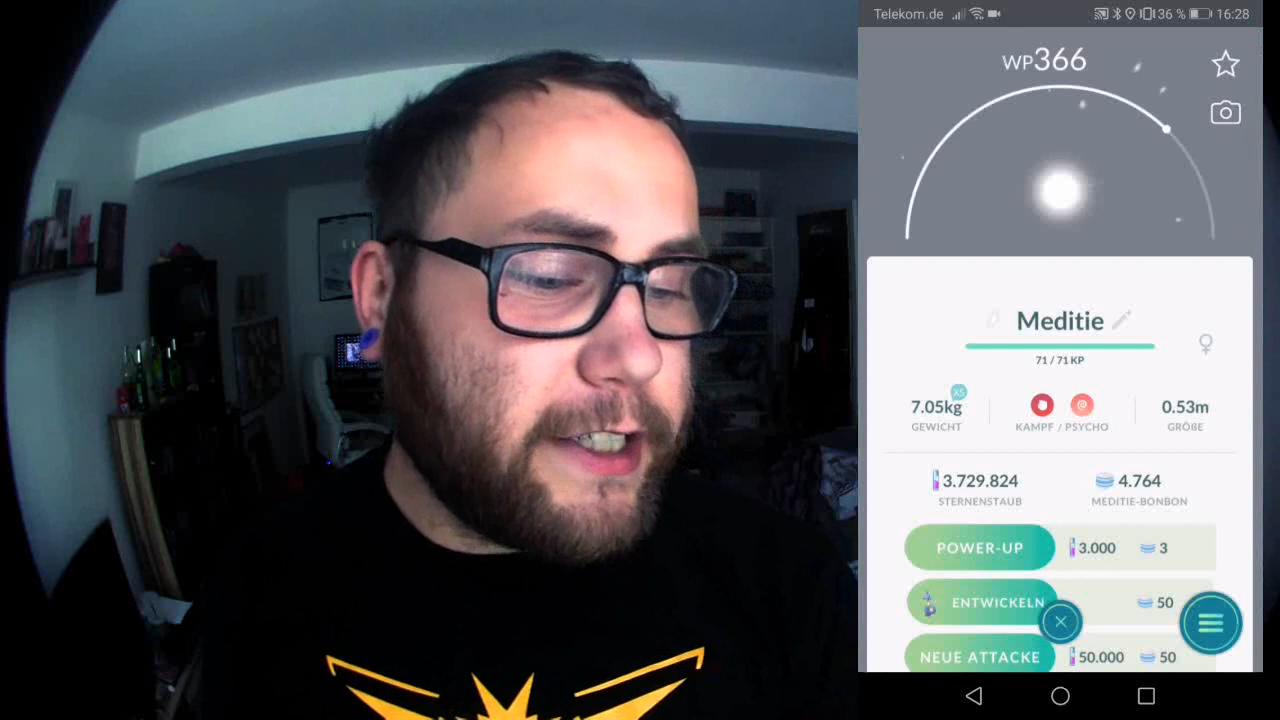 Telekom.de 36 % 16:28
WP366
Meditie
71 / 71 KP
XS
7.05kg
GEWICHT
KAMPF / PSYCHO
0.53m
GRÖßE
3.729.824
STERNENSTAUB
4.764
MEDITIE-BONBON
POWER-UP 3.000 3
ENTWICKELN 50
NEUE ATTACKE 50.000 50